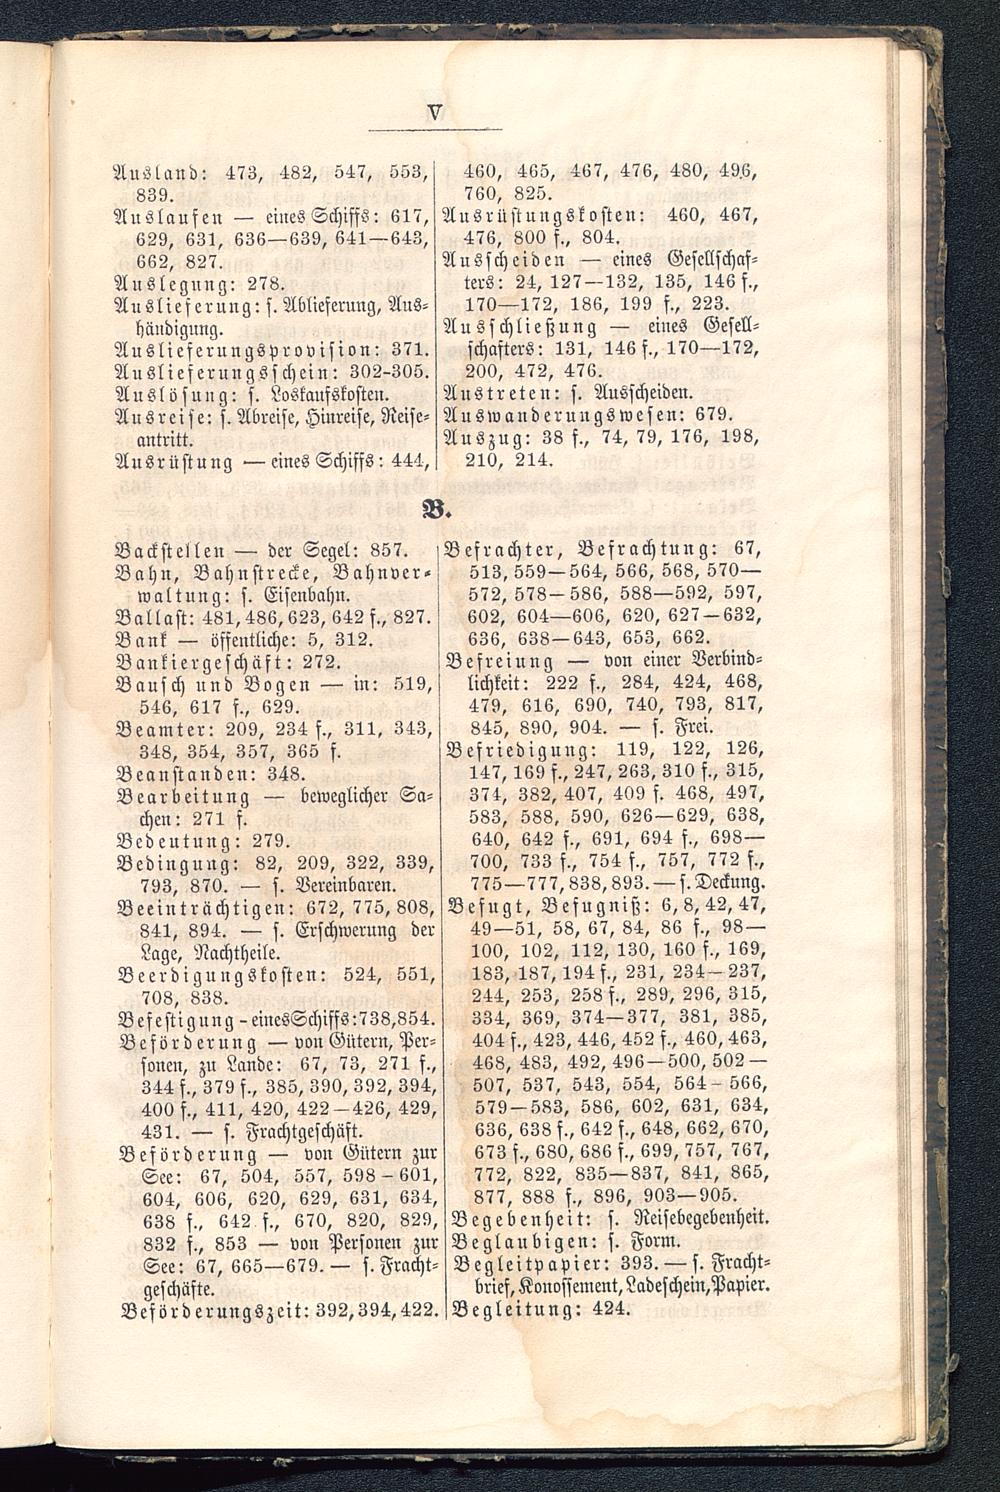 V
Ausland: 473, 482, 547, 553,
839.
Auslaufen — eines Schiffs: 617,
629, 631, 636—639, 641—643,
662, 827.
Auslegung: 278.
Auslieferung: s. Ablieferung, Aus-
händigung.
Auslieferungsprovision: 371.
Auslieferungsschein: 302-305.
Auslösung: s. Loskaufskosten.
Ausreise: s. Abreise, Hinreise, Reise-
antritt.
Ausrüstung — eines Schiffs: 444,
460, 465, 467, 476, 480, 496,
760, 825.
Ausrüstungskosten: 460, 467,
476, 800 f., 804.
Ausscheiden — eines Gesellschaf-
ters: 24, 127—132, 135, 146 f.,
170—172, 186, 199 f., 223.
Ausschließung — eines Gesell-
schafters: 131, 146 f., 170—172,
200, 472, 476.
Austreten: s. Ausscheiden.
Auswanderungswesen: 679.
Auszug: 38 f., 74, 79, 176, 198,
210, 214.
B.
Backstellen — der Segel: 857.
Bahn, Bahnstrecke, Bahnver-
waltung: s. Eisenbahn.
Ballast: 481, 486, 623, 642 f., 827.
Bank — öffentliche: 5, 312.
Bankiergeschäft: 272.
Bausch und Bogen — in: 519,
546, 617 f., 629.
Beamter: 209, 234 f., 311, 343,
348, 354, 357, 365 f.
Beanstanden: 348.
Bearbeitung — beweglicher Sa-
chen: 271 f.
Bedeutung: 279.
Bedingung: 82, 209, 322, 339,
793, 870. — s. Vereinbaren.
Beeinträchtigen: 672, 775, 808,
841, 894. — s. Erschwerung der
Lage, Nachtheile.
Beerdigungskosten: 524, 551,
708, 838.
Befestigung - eines Schiffs: 738, 854.
Beförderung — von Gütern, Per-
sonen, zu Lande: 67, 73, 271 f.,
344 f., 379 f., 385, 390, 392, 394,
400 f., 411, 420, 422—426, 429,
431. — s. Frachtgeschäft.
Beförderung — von Gütern zur
See: 67, 504, 557, 598-601,
604, 606, 620, 629, 631, 634,
638 f., 642 f., 670, 820, 829,
832 f., 853 — von Personen zur
See: 67, 665—679. — s. Fracht-
geschäfte.
Beförderungszeit: 392, 394, 422.
Befrachter, Befrachtung: 67,
513, 559—564, 566, 568, 570—
572, 578—586, 588—592, 597,
602, 604—606, 620, 627—632,
636, 638—643, 653, 662.
Befreiung — von einer Verbind-
lichkeit: 222 f., 284, 424, 468,
479, 616, 690, 740, 793, 817,
845, 890, 904. — s. Frei.
Befriedigung: 119, 122, 126,
147, 169 f., 247, 263, 310 f., 315,
374, 382, 407, 409 f. 468, 497,
583, 588, 590, 626—629, 638,
640, 642 f., 691, 694 f., 698—
700, 733 f., 754 f., 757, 772 f.,
775—777, 838, 893. — s. Deckung.
Befugt, Befugniß: 6, 8, 42, 47,
49—51, 58, 67, 84, 86 f., 98—
100, 102, 112, 130, 160 f., 169,
183, 187, 194 f., 231, 234—237,
244, 253, 258 f., 289, 296, 315,
334, 369, 374—377, 381, 385,
404 f., 423, 446, 452 f., 460, 463,
468, 483, 492, 496—500, 502—
507, 537, 543, 554, 564-566,
579—583, 586, 602, 631, 634,
636, 638 f., 642 f., 648, 662, 670,
673 f., 680, 686 f., 699, 757, 767,
772, 822, 835—837, 841, 865,
877, 888 f., 896, 903—905.
Begebenheit: s. Reisebegebenheit.
Beglaubigen: s. Form.
Begleitpapier: 393. — s. Fracht-
brief, Konossement, Ladeschein, Papier.
Begleitung: 424.